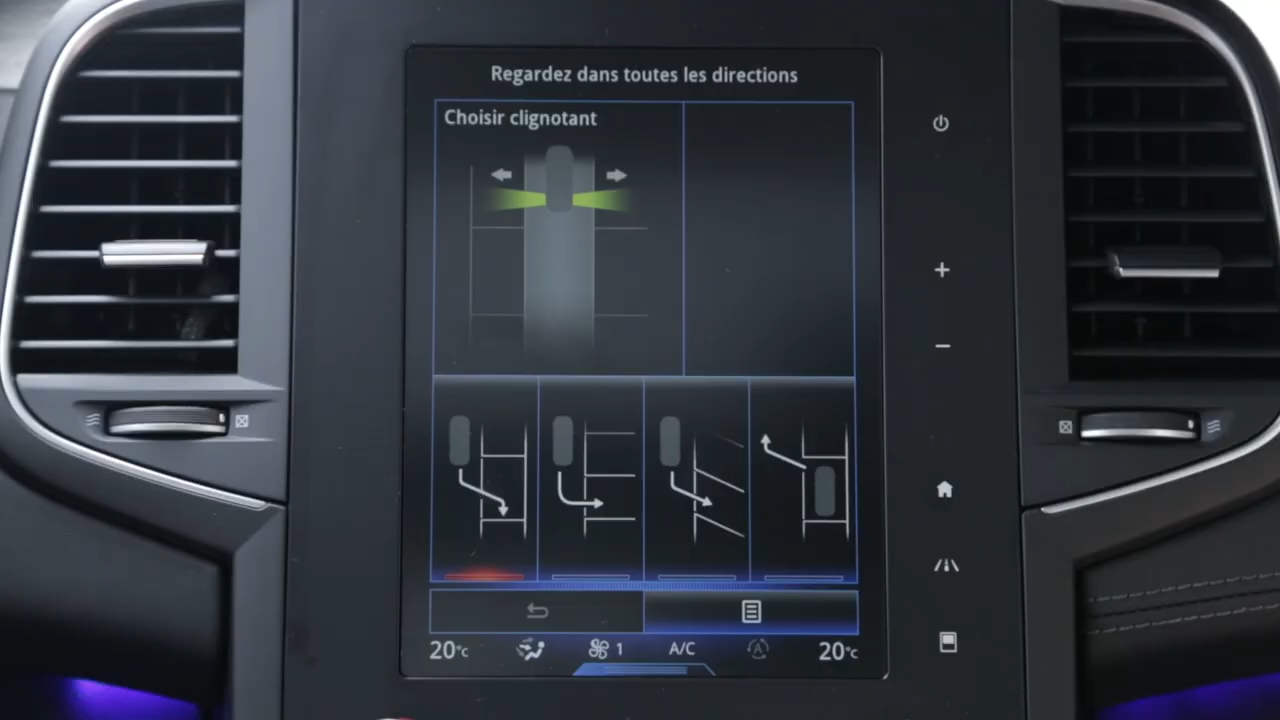 Regardez dans toutes les directions
Choisir clignotant
20°C 1 A/C A 20°C